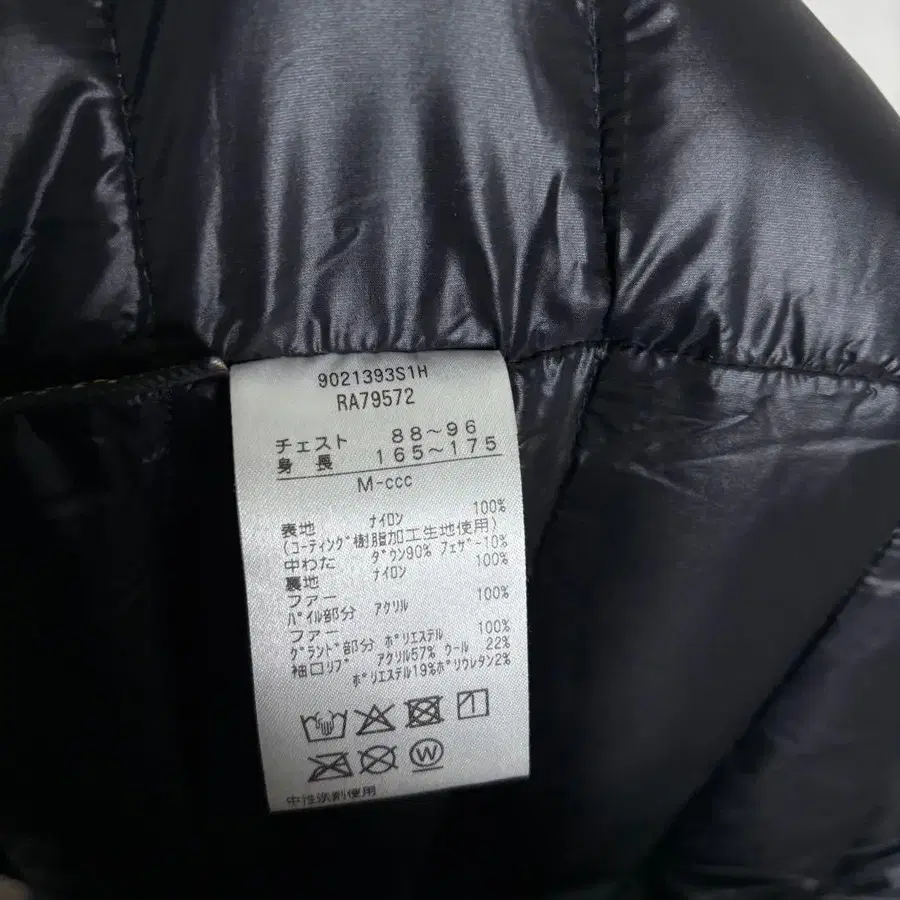 9021393S1H
RA79572
チェスト 88～96
身長 165～175
M-ccc
表地 ナイロン 100%
(コーティング樹脂加工生地使用)
中わた ダウン90% フェザー10%
裏地 ナイロン 100%
ファー
パイル部分 アクリル 100%
ファー
グランド部分 ポリエステル 100%
袖口リブ アクリル57% ウール 22%
ポリエステル19%ポリウレタン2%
W
中性洗剤使用